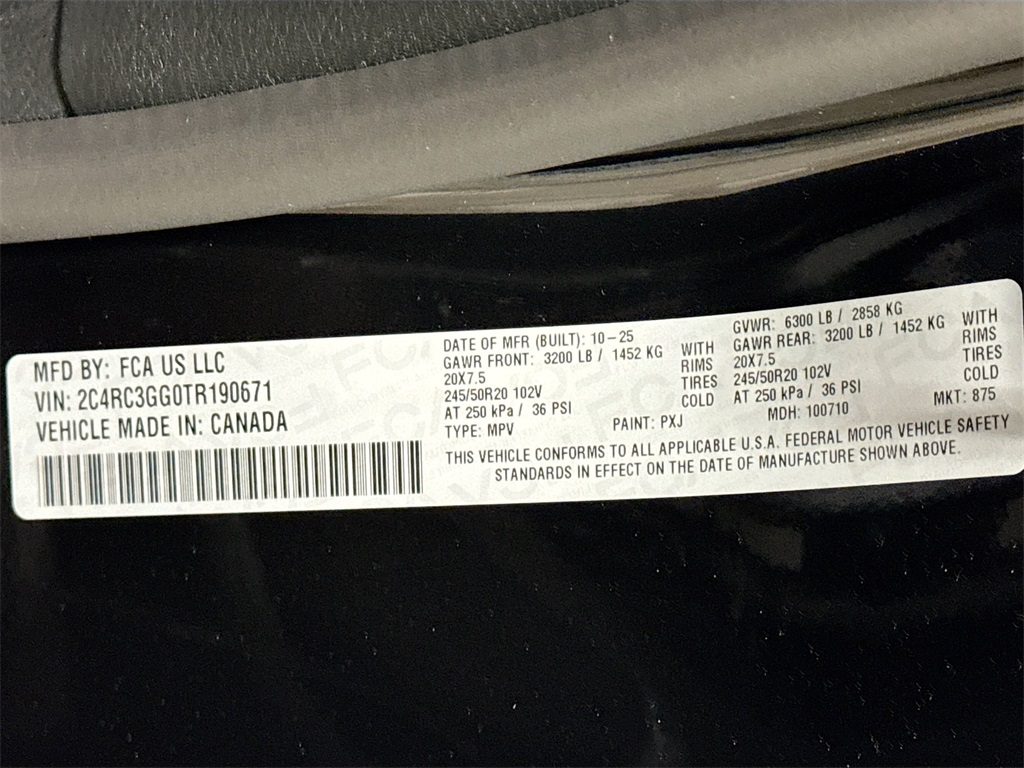 MFD BY: FCA US LLC
VIN: 2C4RC3GG0TR190671
VEHICLE MADE IN: CANADA
DATE OF MFR (BUILT): 10-25
GAWR FRONT: 3200 LB / 1452 KG WITH
20X7.5 RIMS
245/50R20 102V TIRES
AT 250 kPa / 36 PSI COLD
TYPE: MPV PAINT: PXJ
GVWR: 6300 LB / 2858 KG
GAWR REAR: 3200 LB / 1452 KG WITH
20X7.5 RIMS
245/50R20 102V TIRES
AT 250 kPa / 36 PSI COLD
MDH: 100710 MKT: 875
THIS VEHICLE CONFORMS TO ALL APPLICABLE U.S.A. FEDERAL MOTOR VEHICLE SAFETY
STANDARDS IN EFFECT ON THE DATE OF MANUFACTURE SHOWN ABOVE.